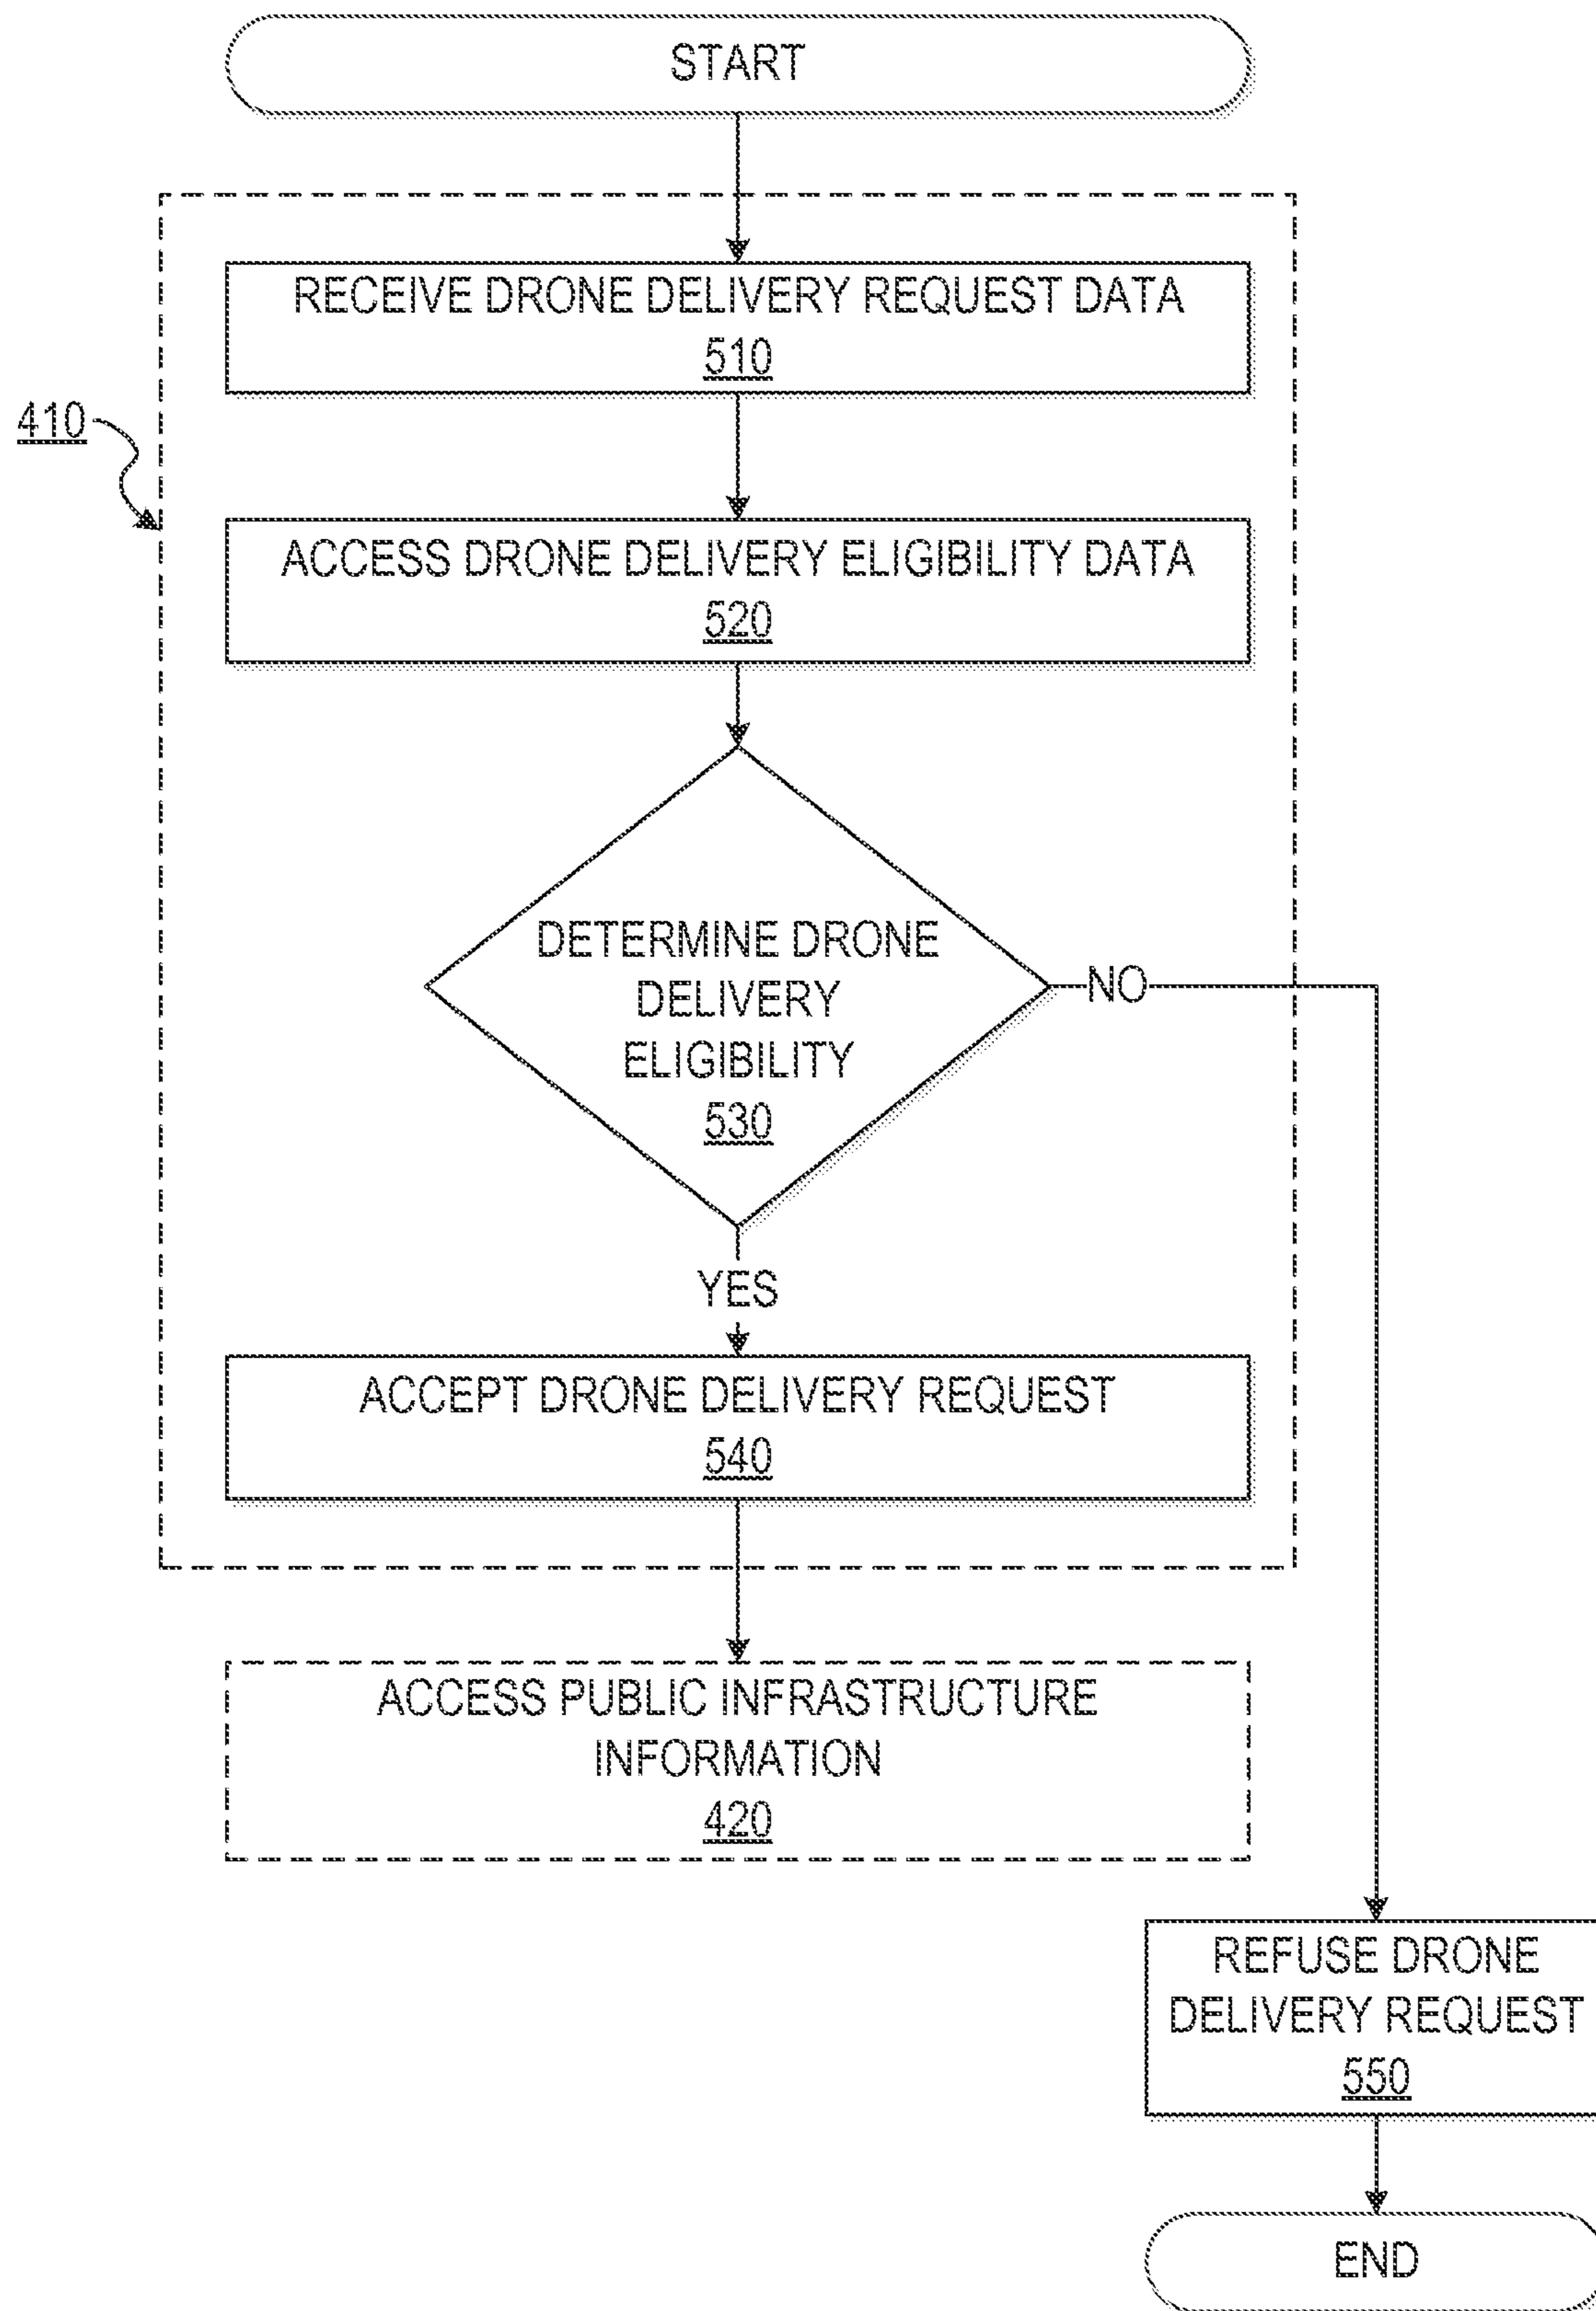 START
RECEIVE DRONE DELIVERY REQUEST DATA
510
410
ACCESS DRONE DELIVERY ELIGIBILITY DATA
520
DETERMINE DRONE
DELIVERY
ELIGIBILITY
530
NO
YES
ACCEPT DRONE DELIVERY REQUEST
540
ACCESS PUBLIC INFRASTRUCTURE
INFORMATION
420
REFUSE DRONE
DELIVERY REQUEST
550
END